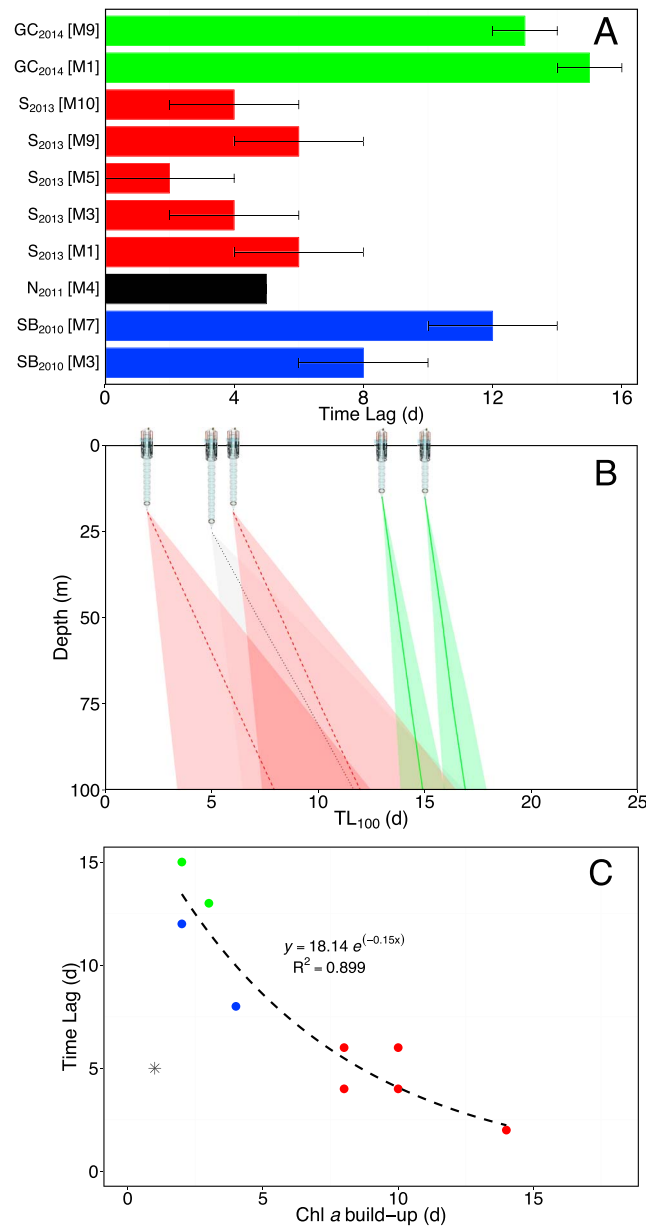 A
GC2014 [M9]
GC2014 [M1]
S2013 [M10]
S2013 [M9]
S2013 [M5]
S2013 [M3]
S2013 [M1]
N2011 [M4]
SB2010 [M7]
SB2010 [M3]
0 4 8 12 16
Time Lag (d)
B
0
25
50
75
100
Depth (m)
0 5 10 15 20 25
TL100 (d)
C
15
10
5
0
Time Lag (d)
y = 18.14 e(−0.15x)
R2 = 0.899
0 5 10 15
Chl a build−up (d)